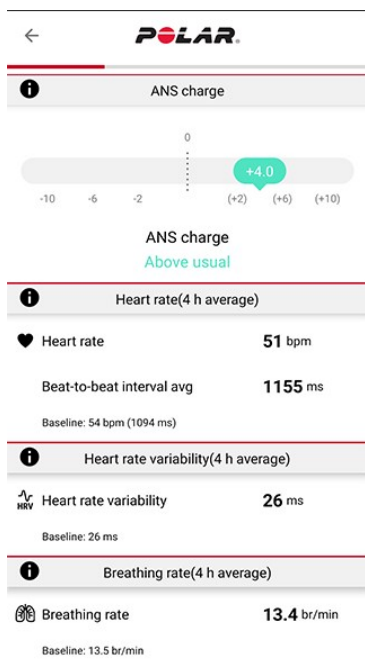 POLAR.
ANS charge
0
+4.0
-10 -6 -2 (+2) (+6) (+10)
ANS charge
Above usual
Heart rate(4 h average)
Heart rate 51 bpm
Beat-to-beat interval avg 1155 ms
Baseline: 54 bpm (1094 ms)
Heart rate variability(4 h average)
HRV Heart rate variability 26 ms
Baseline: 26 ms
Breathing rate(4 h average)
Breathing rate 13.4 br/min
Baseline: 13.5 br/min